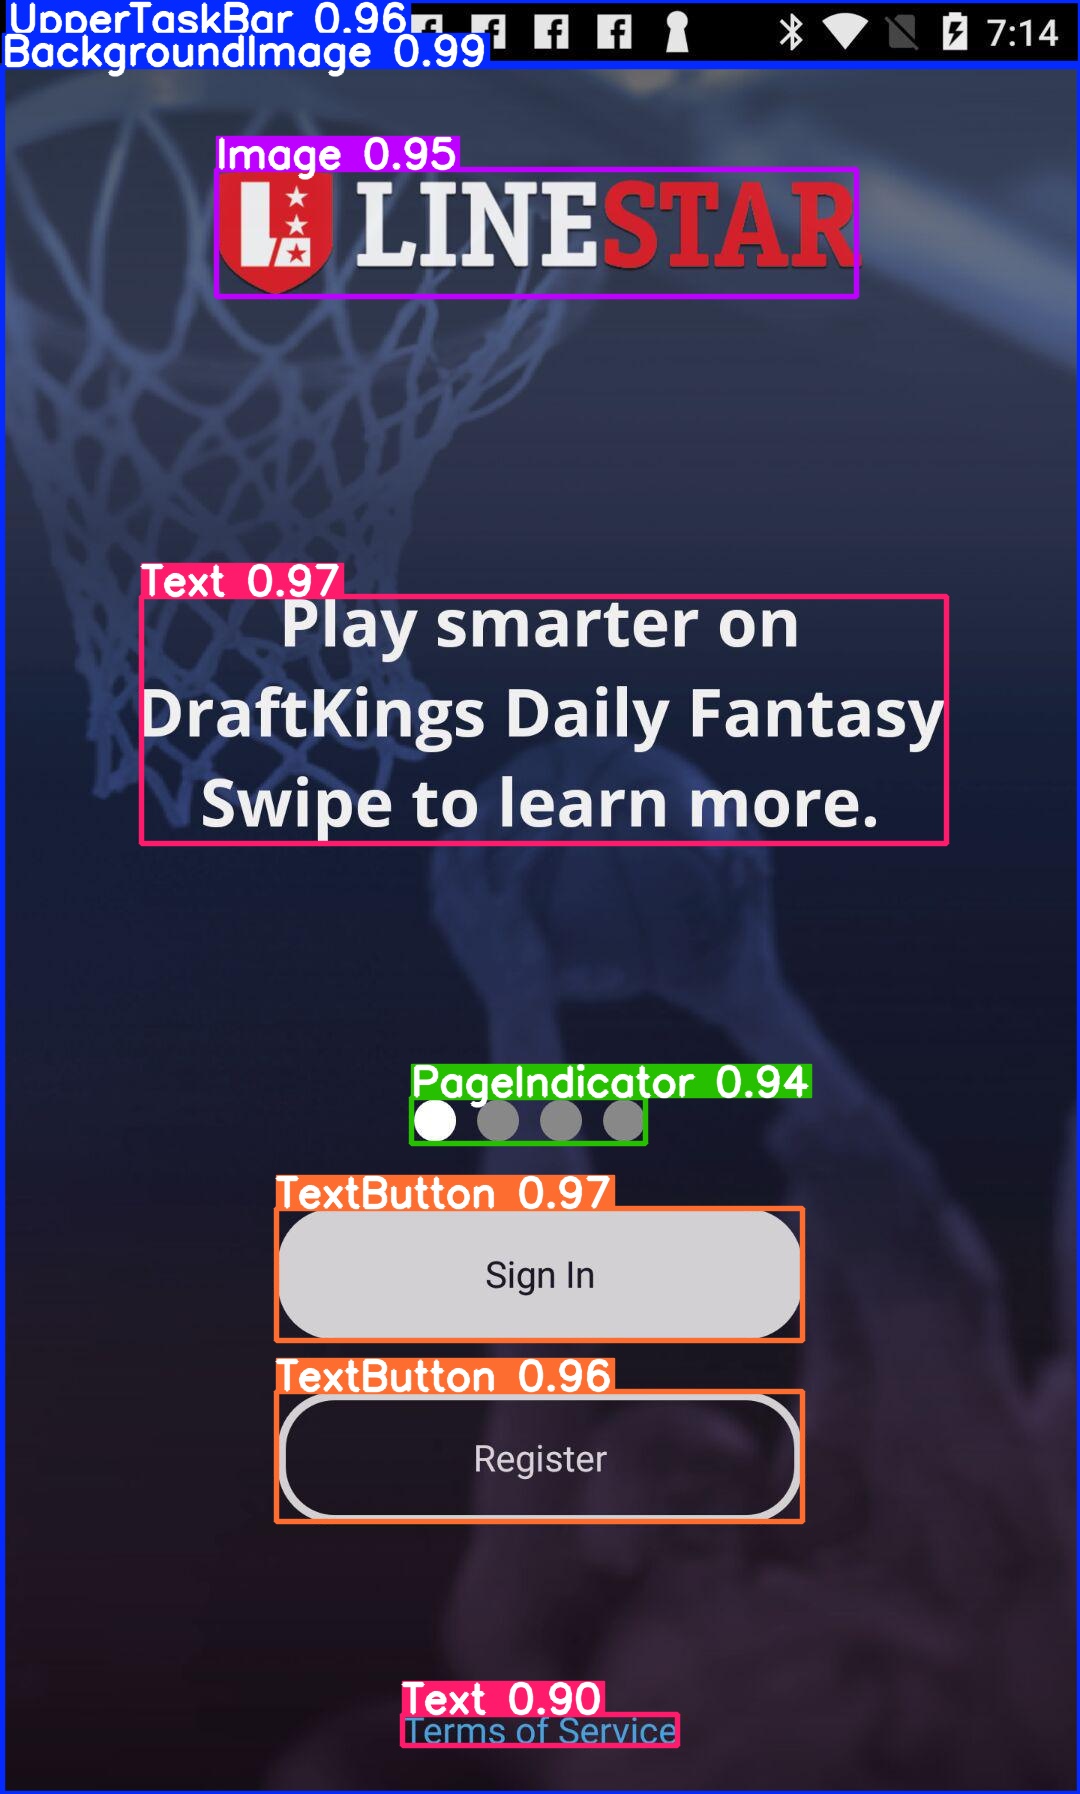 UpperTaskBar 0.96
7:14
BackgroundImage 0.99
Image 0.95
LINESTAR
Text 0.97
Play smarter on
DraftKings Daily Fantasy
Swipe to learn more.
PageIndicator 0.94
TextButton 0.97
Sign In
TextButton 0.96
Register
Text 0.90
Terms of Service